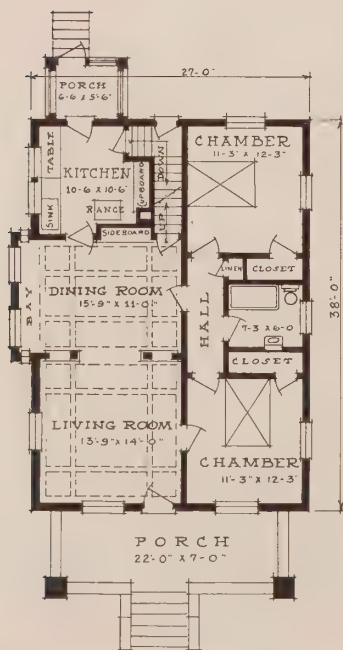 27'-0"
PORCH
6-6 x 5'-6"
TABLE
KITCHEN
10-6 x 10'-6"
SINK
RANGE
CUPBOARD
DOWN
UP
SIDEBOARD
CHAMBER
11'-3" x 12'-3"
LINEN
CLOSET
38'-0"
BAY
DINING ROOM
15'-9" x 11'-0"
HALL
7-3 x 6-0
CLOSET
LIVING ROOM
13'-9" x 14'-0"
CHAMBER
11'-3" x 12'-3"
PORCH
22'-0" x 7'-0"